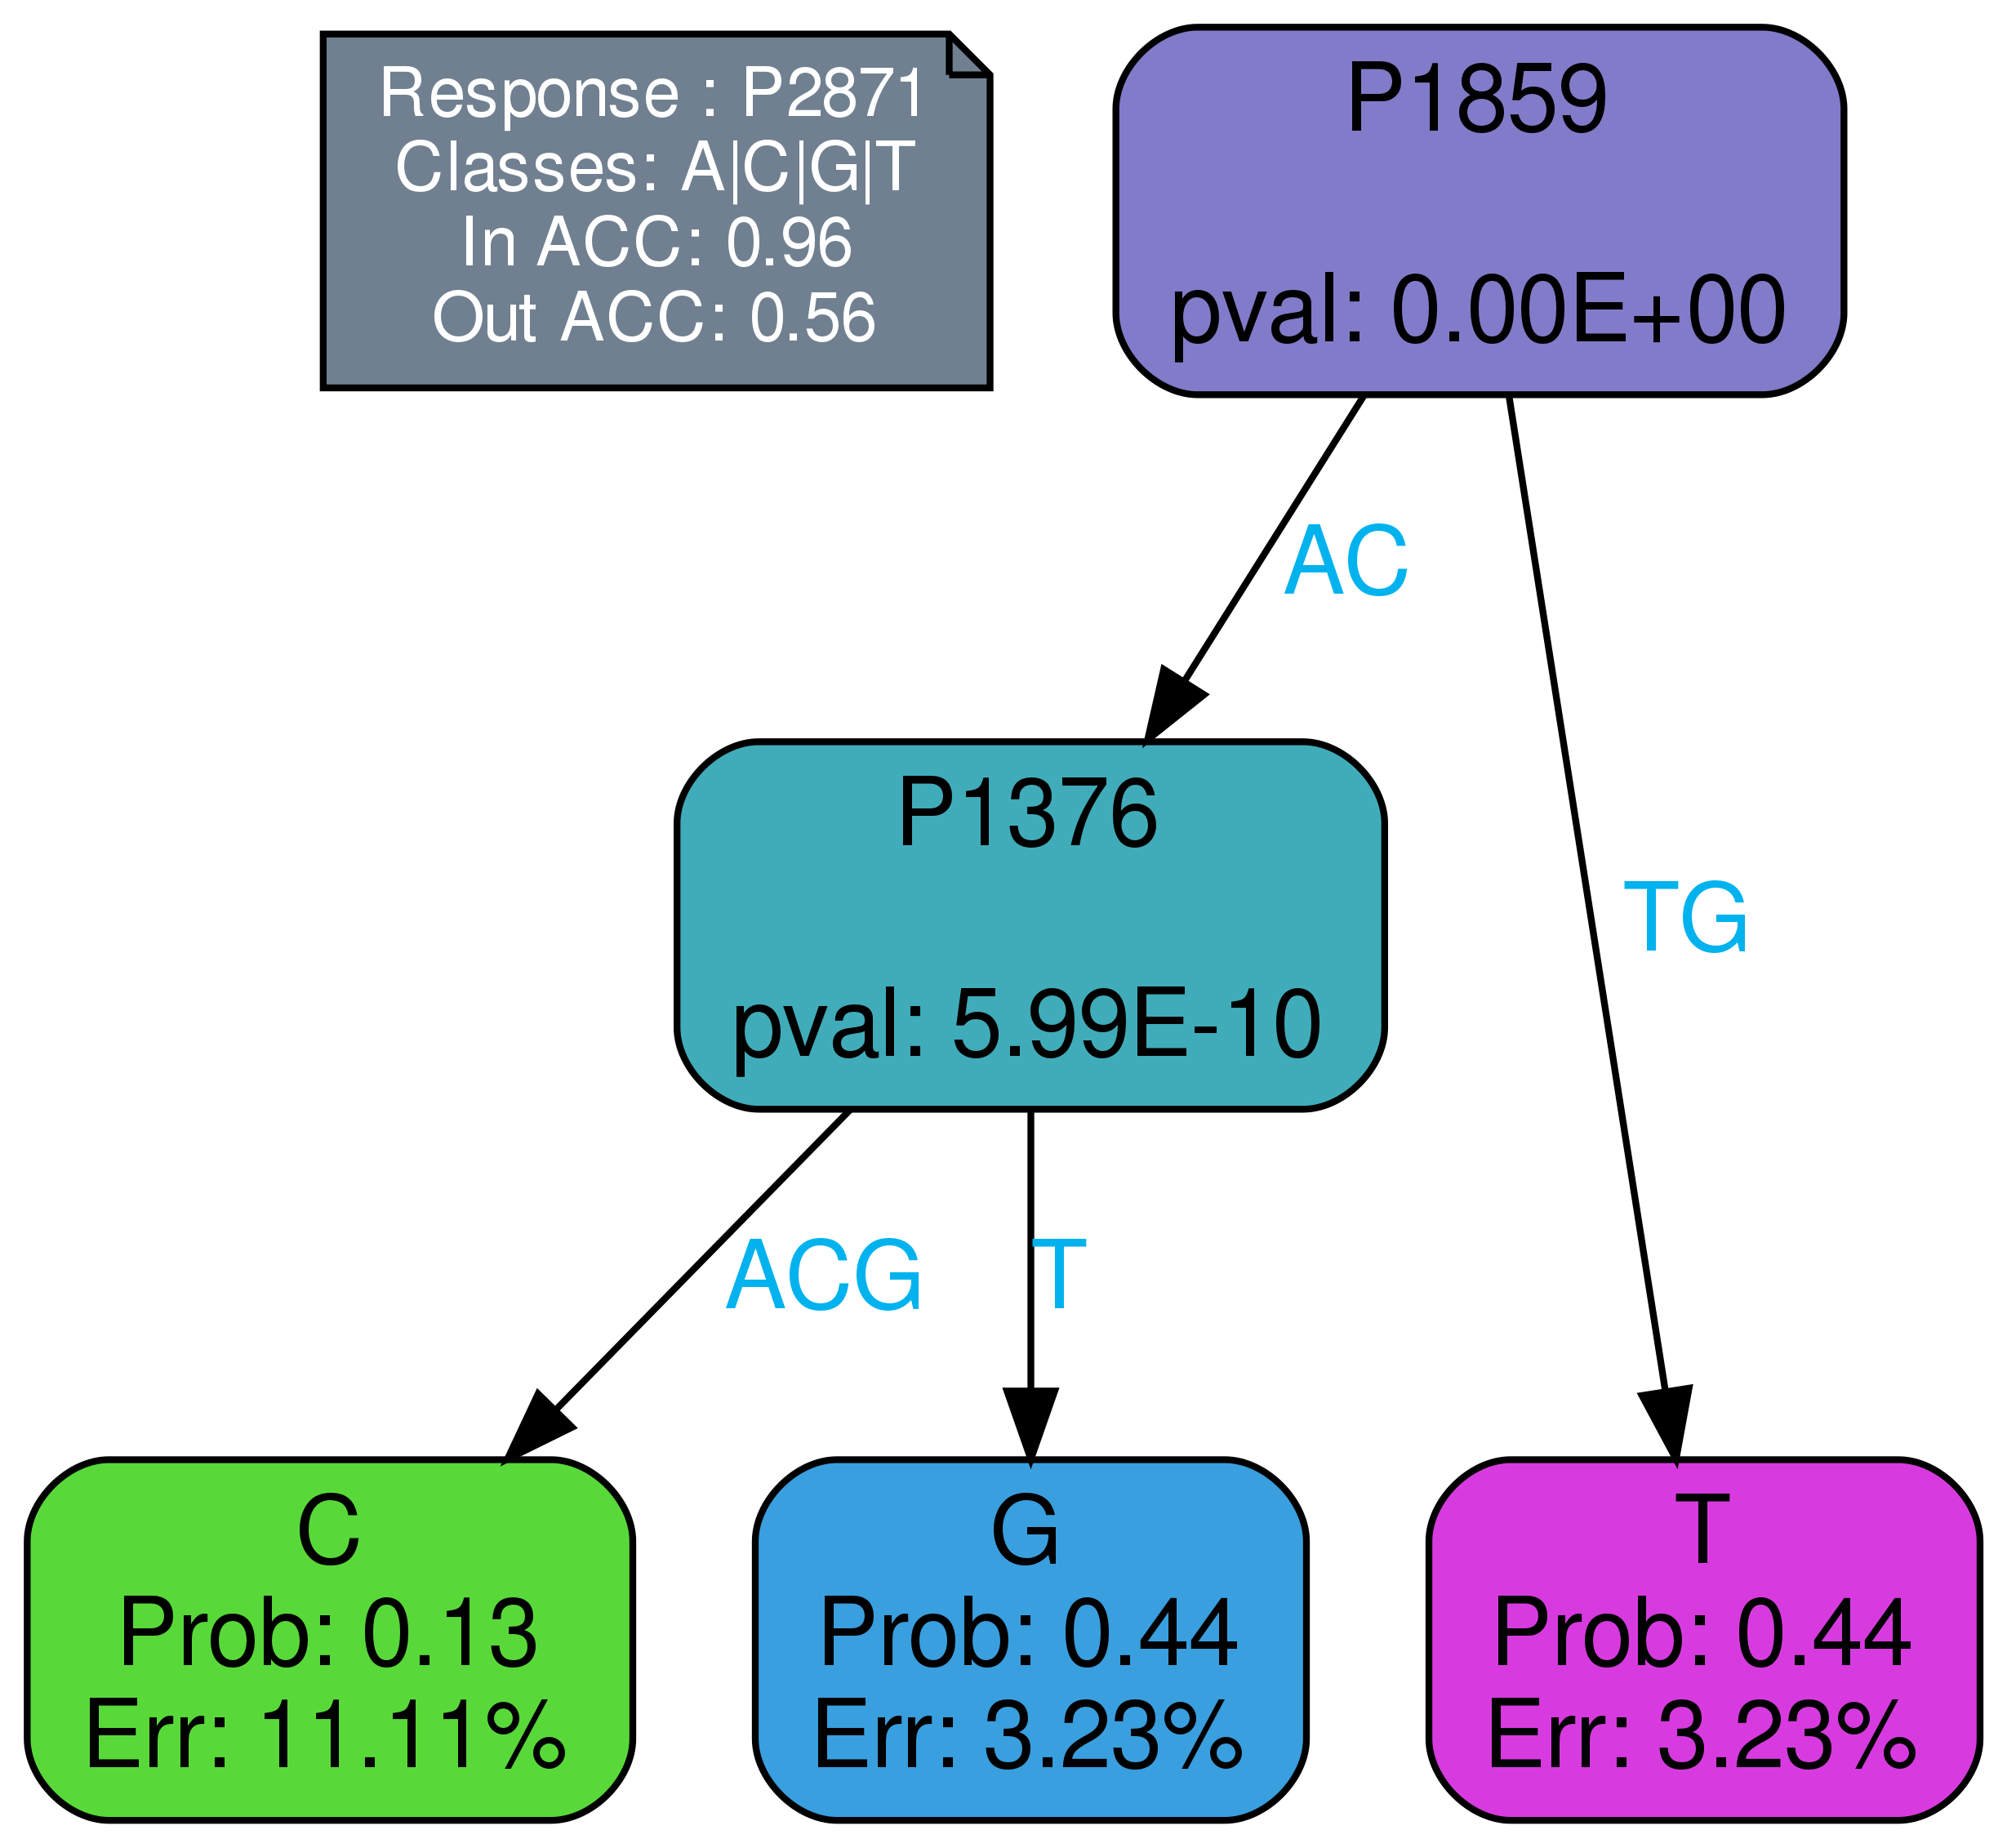 Response : P2871
Classes: A|C|G|T
In ACC: 0.96
Out ACC: 0.56
P1859
pval: 0.00E+00
AC
TG
P1376
pval: 5.99E-10
ACG
T
C
Prob: 0.13
Err: 11.11%
G
Prob: 0.44
Err: 3.23%
T
Prob: 0.44
Err: 3.23%